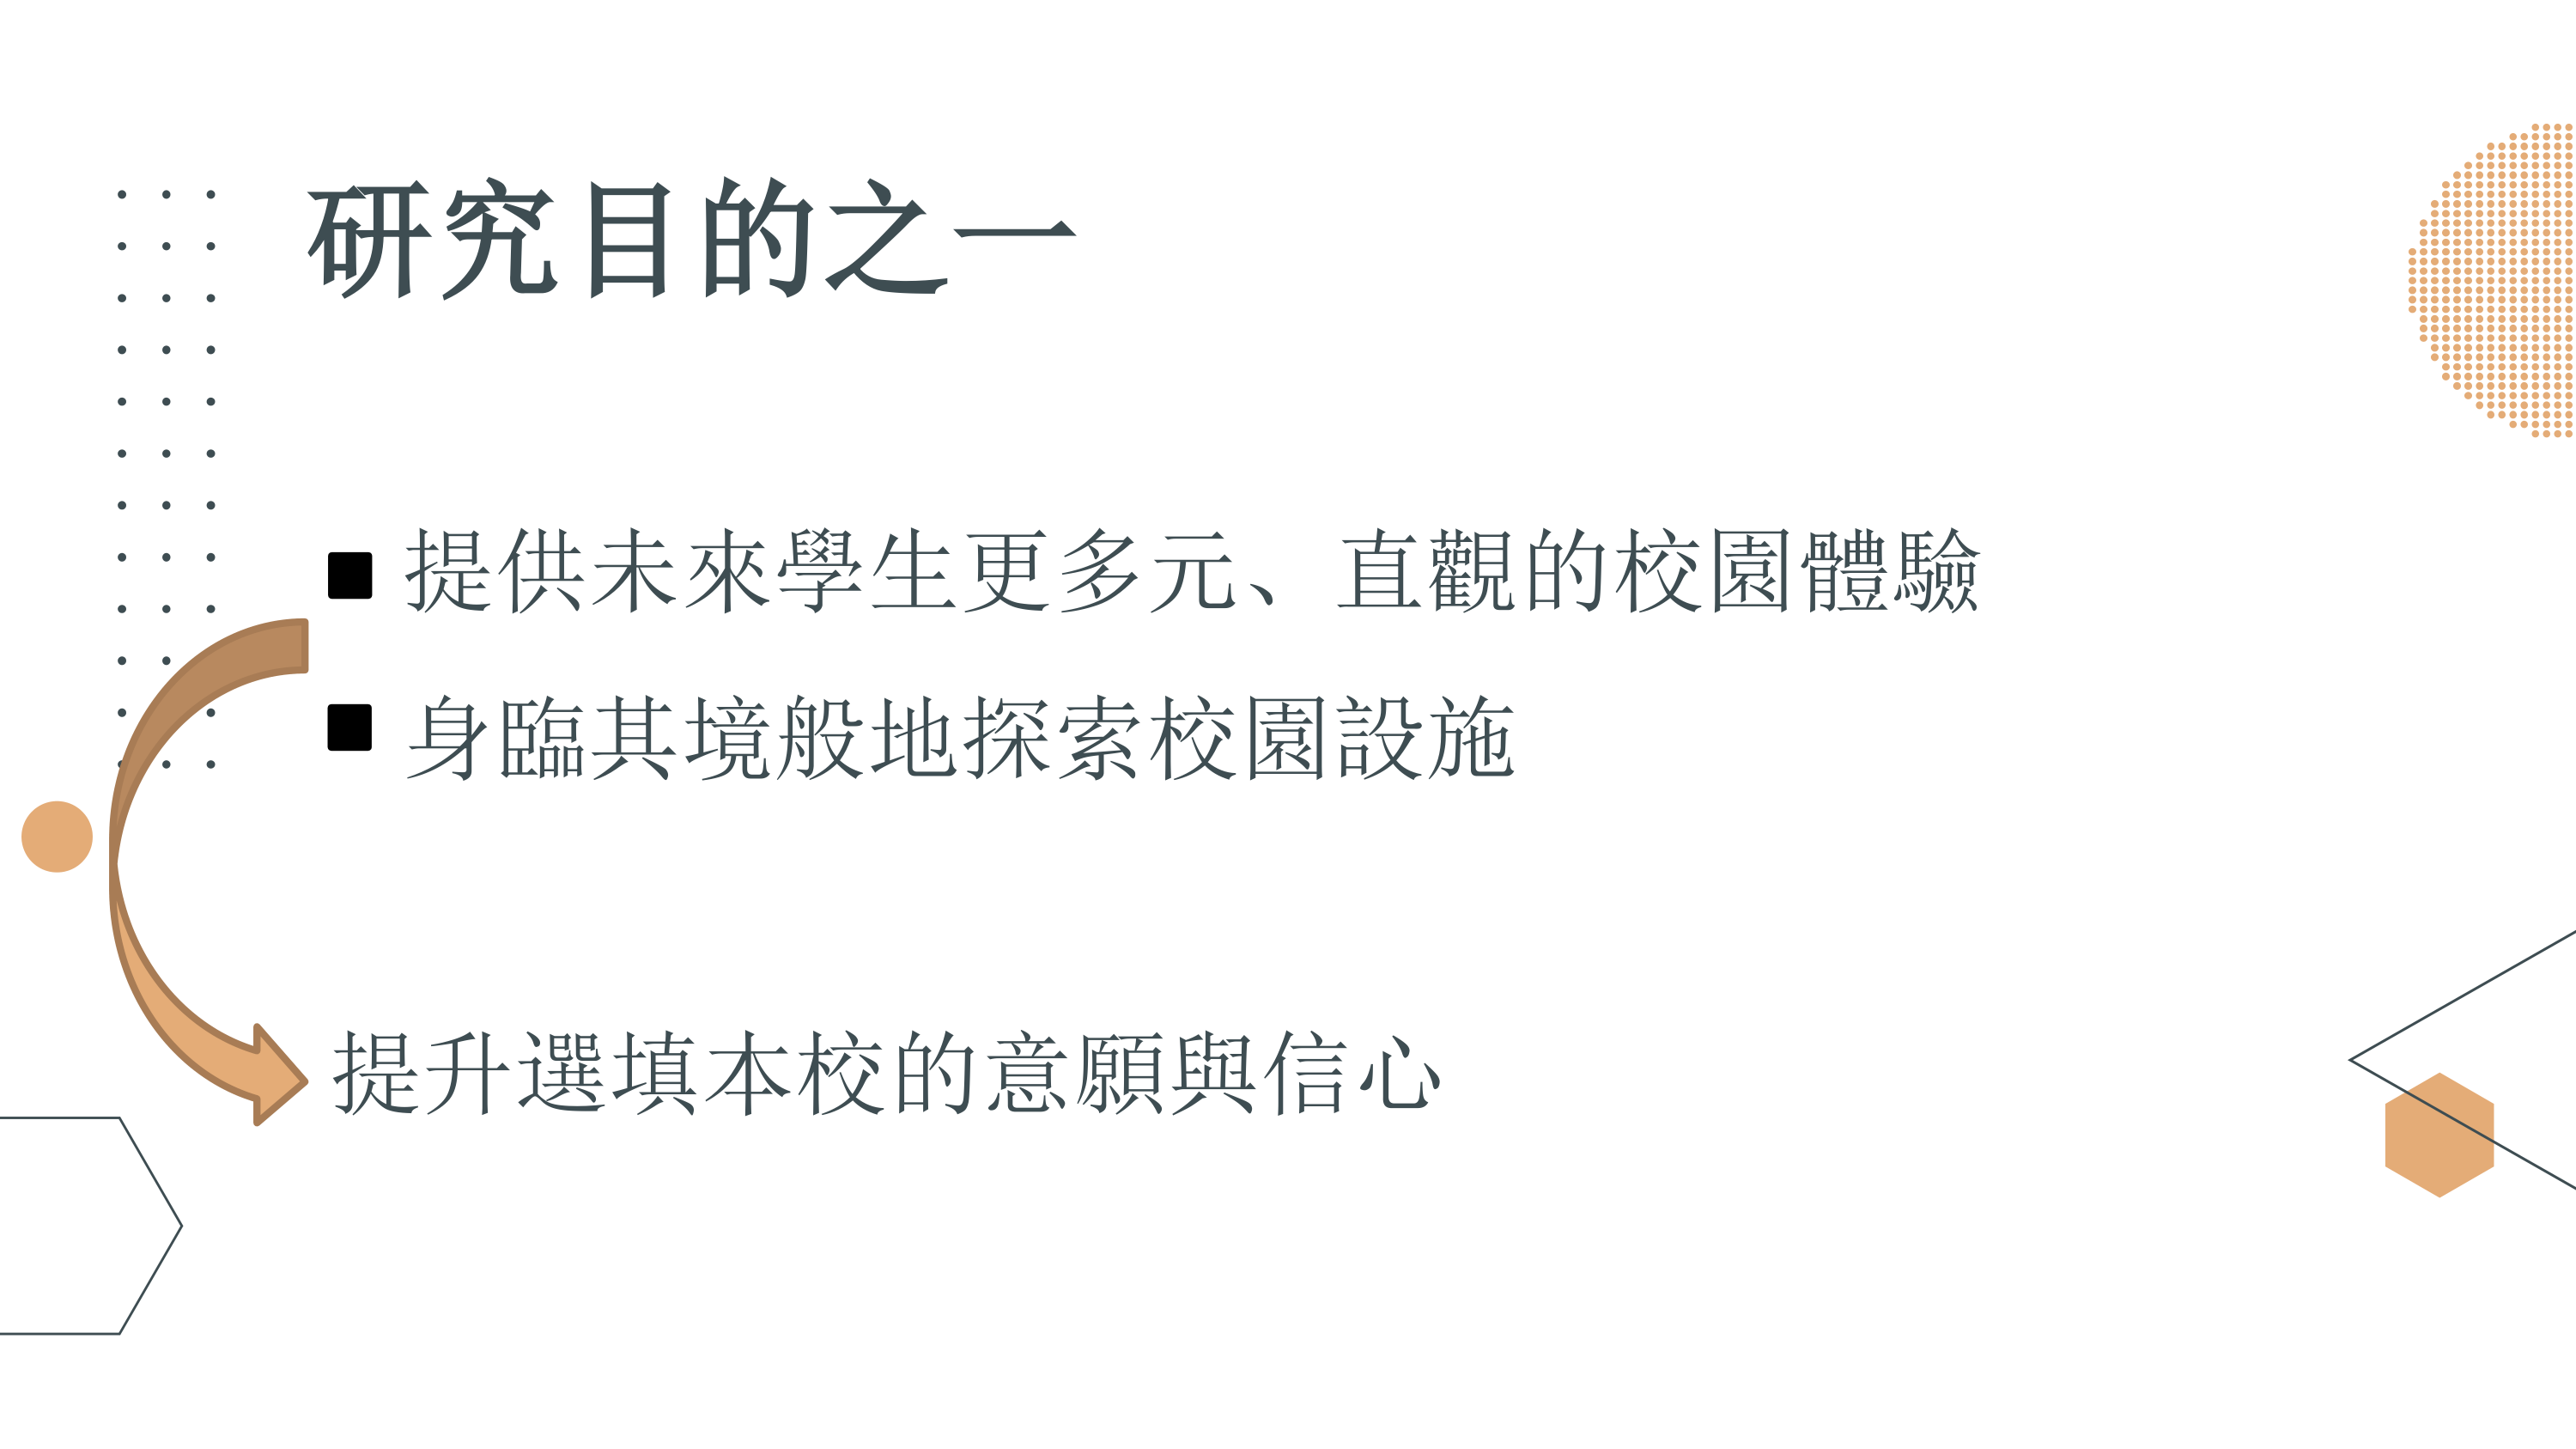 研究目的之一
提供未來學生更多元、直觀的校園體驗
身臨其境般地探索校園設施
提升選填本校的意願與信心